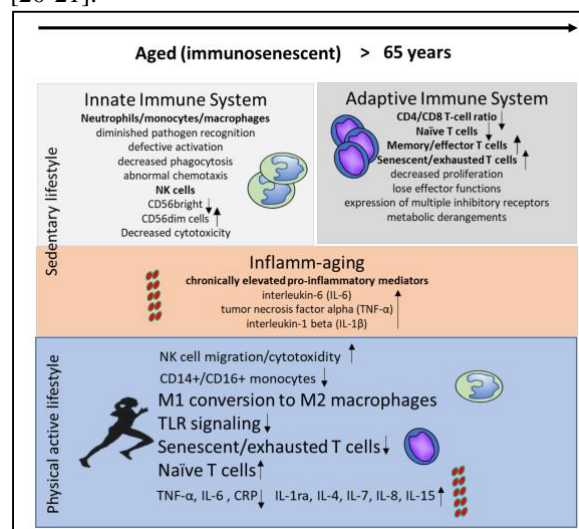 [20-21].
Aged (immunosenescent) > 65 years
Sedentary lifestyle
Innate Immune System
Neutrophils/monocytes/macrophages
diminished pathogen recognition
defective activation
decreased phagocytosis
abnormal chemotaxis
NK cells
CD56bright ↓
CD56dim cells ↑
Decreased cytotoxicity
Adaptive Immune System
CD4/CD8 T-cell ratio ↓
Naïve T cells ↓
Memory/effector T cells ↑
Senescent/exhausted T cells ↑
decreased proliferation
lose effector functions
expression of multiple inhibitory receptors
metabolic derangements
Inflamm-aging
chronically elevated pro-inflammatory mediators
interleukin-6 (IL-6)
tumor necrosis factor alpha (TNF-α)
interleukin-1 beta (IL-1β) ↑
Physical active lifestyle
NK cell migration/cytotoxidity ↑
CD14+/CD16+ monocytes ↓
M1 conversion to M2 macrophages
TLR signaling ↓
Senescent/exhausted T cells ↓
Naïve T cells ↑
TNF-α, IL-6 , CRP ↓ IL-1ra, IL-4, IL-7, IL-8, IL-15 ↑